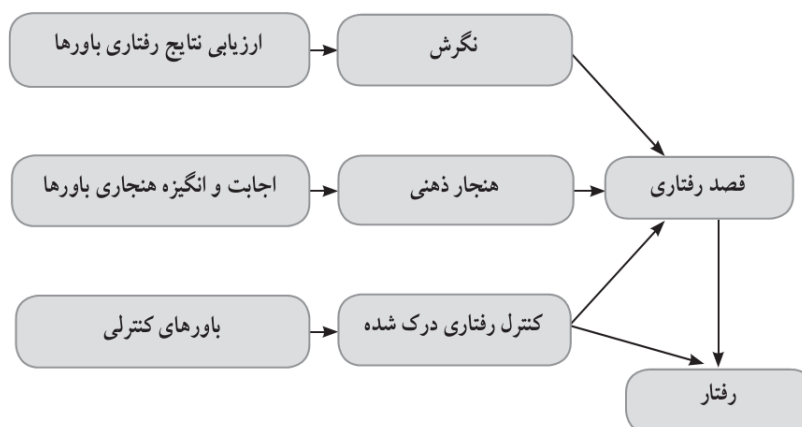 ارزیابی نتایج رفتاری باورها
نگرش
اجابت و انگیزه هنجاری باورها
هنجار ذهنی
قصد رفتاری
باورهای کنترلی
کنترل رفتاری درک شده
رفتار